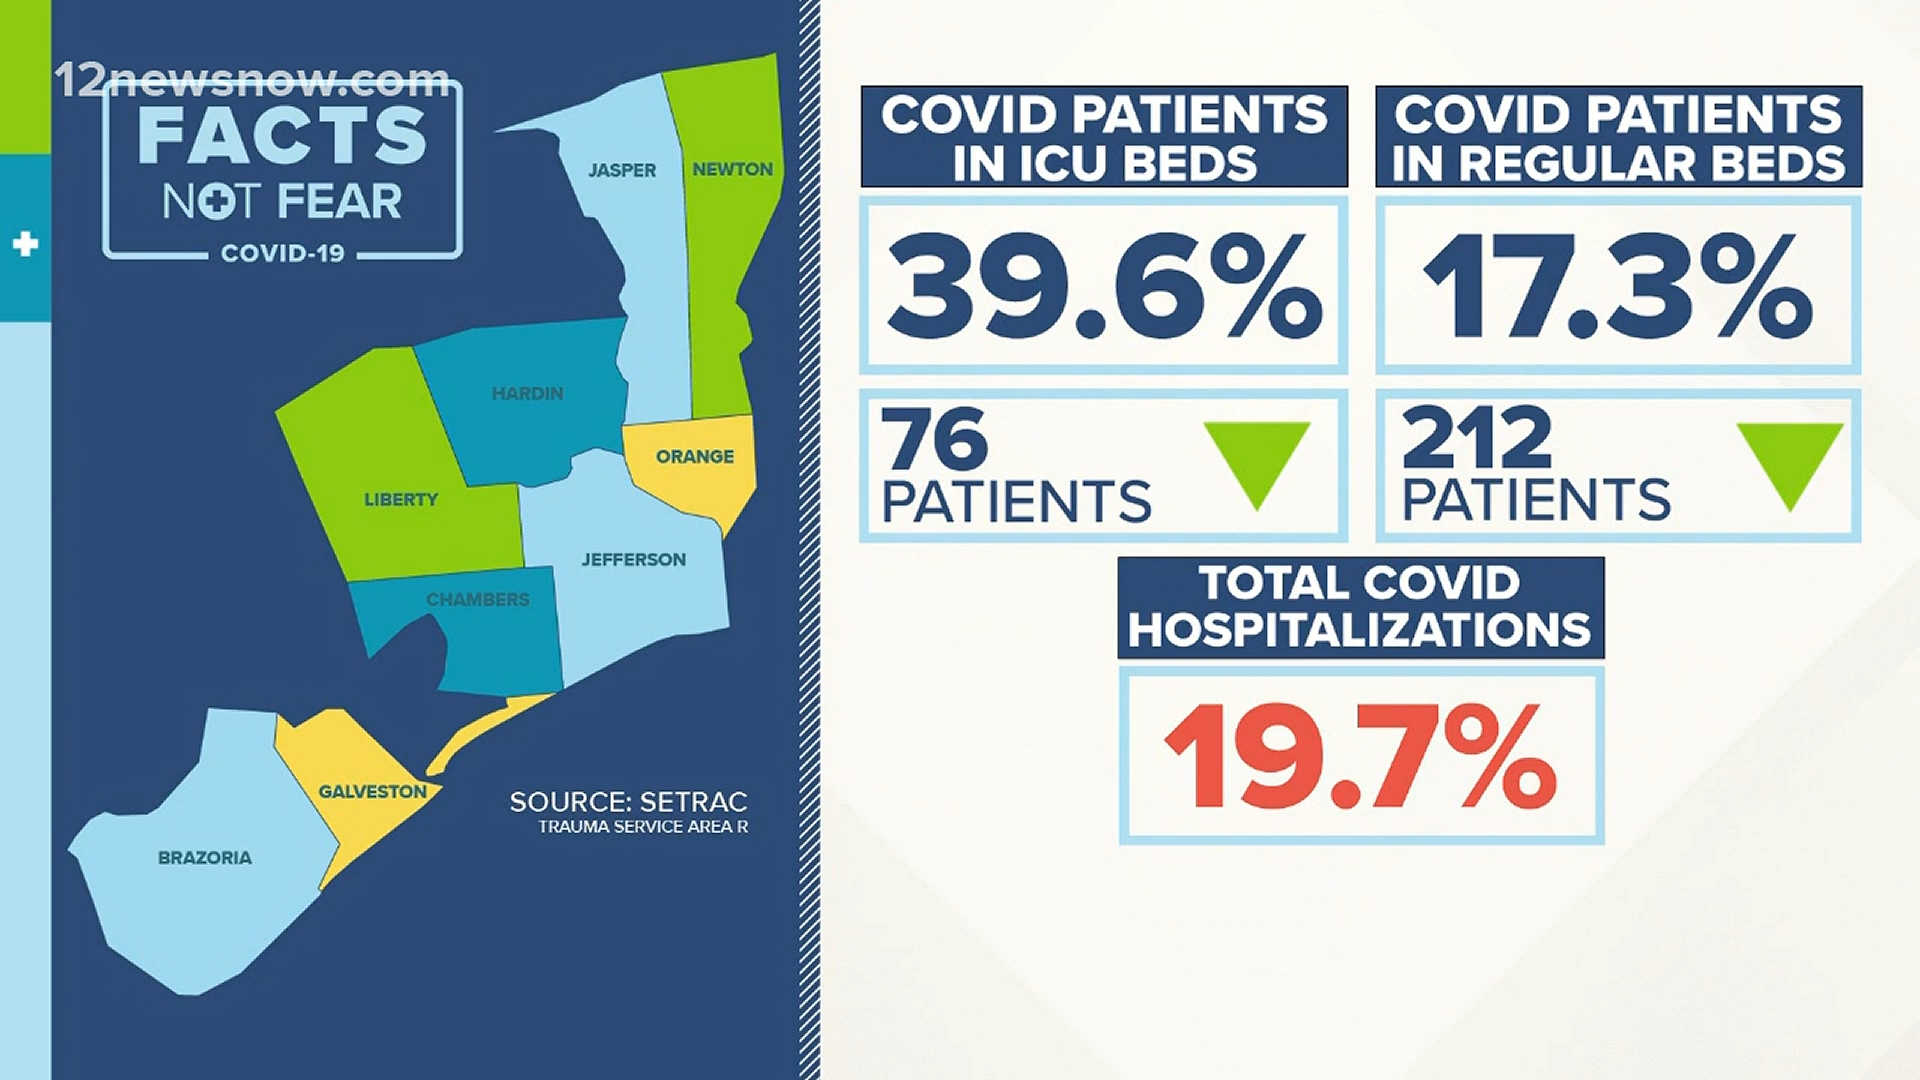 12newsnow.com
FACTS
NOT FEAR
COVID-19
JASPER
NEWTON
HARDIN
ORANGE
LIBERTY
JEFFERSON
CHAMBERS
GALVESTON
BRAZORIA
SOURCE: SETRAC
TRAUMA SERVICE AREA R
COVID PATIENTS
IN ICU BEDS
39.6%
76
PATIENTS
COVID PATIENTS
IN REGULAR BEDS
17.3%
212
PATIENTS
TOTAL COVID
HOSPITALIZATIONS
19.7%